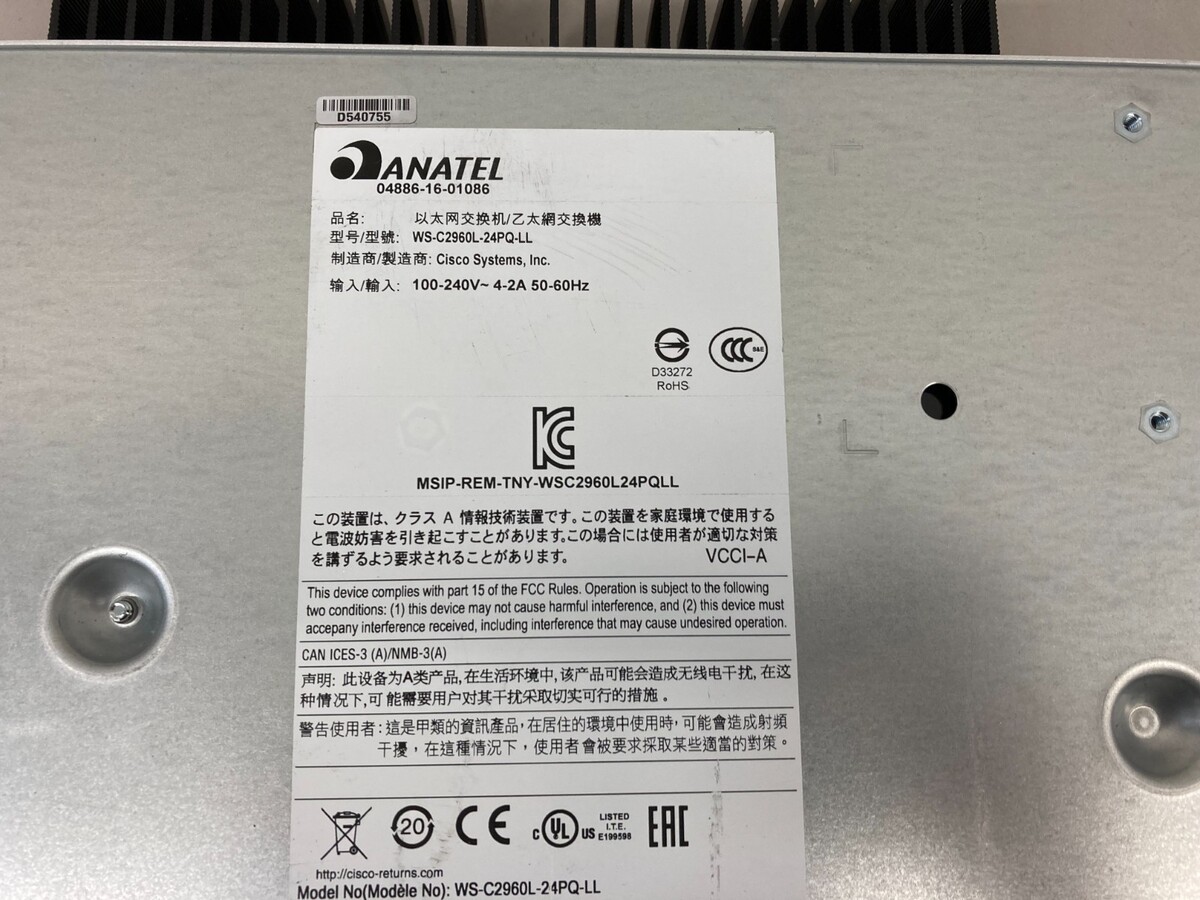 D540755
ANATEL
04886-16-01086
品名: 以太网交换机/乙太網交換機
型号/型號: WS-C2960L-24PQ-LL
制造商/製造商: Cisco Systems, Inc.
输入/輸入: 100-240V~ 4-2A 50-60Hz
D33272
RoHS
CCC S&E
KC
MSIP-REM-TNY-WSC2960L24PQLL
この装置は、クラス A 情報技術装置です。この装置を家庭環境で使用する
と電波妨害を引き起こすことがあります。この場合には使用者が適切な対策
を講ずるよう要求されることがあります。 VCCI-A
This device complies with part 15 of the FCC Rules. Operation is subject to the following
two conditions: (1) this device may not cause harmful interference, and (2) this device must
accepany interference received, including interference that may cause undesired operation.
CAN ICES-3 (A)/NMB-3(A)
声明: 此设备为A类产品,在生活环境中,该产品可能会造成无线电干扰,在这
种情况下,可能需要用户对其干扰采取切实可行的措施。
警告使用者:這是甲類的資訊產品,在居住的環境中使用時,可能會造成射頻
干擾,在這種情況下,使用者會被要求採取某些適當的對策。
20
CE
c UL US LISTED
I.T.E.
E199598
EAC
http://cisco-returns.com
Model No(Modèle No): WS-C2960L-24PQ-LL